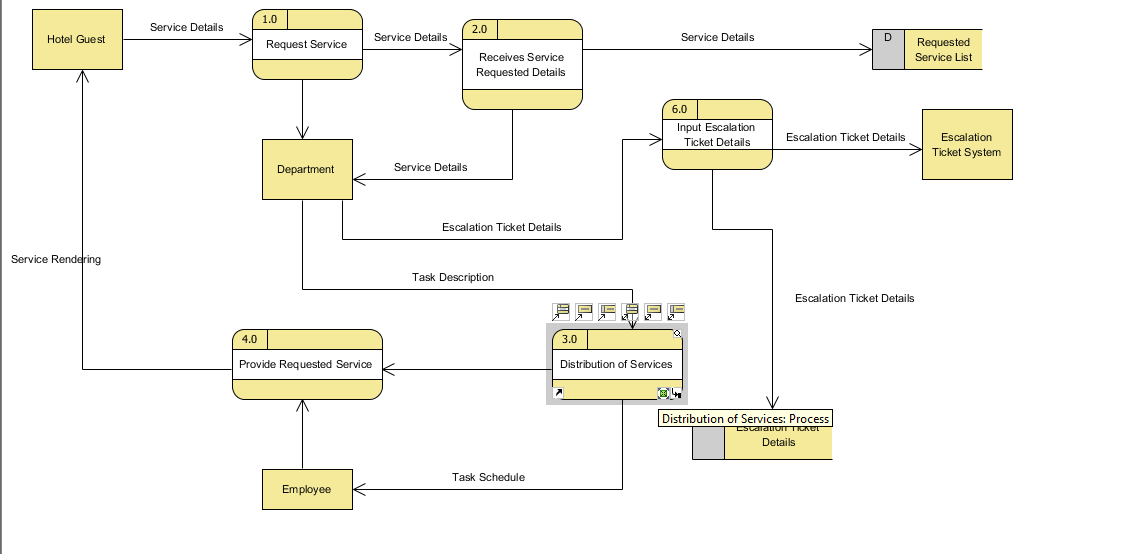 Hotel Guest
Service Details
1.0
Request Service
Service Details
2.0
Receives Service
Requested Details
Service Details
D
Requested
Service List
6.0
Input Escalation
Ticket Details
Escalation Ticket Details
Escalation
Ticket System
Department
Service Details
Escalation Ticket Details
Service Rendering
Task Description
Escalation Ticket Details
4.0
Provide Requested Service
3.0
Distribution of Services
Distribution of Services: Process
Escalation Ticket
Details
Task Schedule
Employee